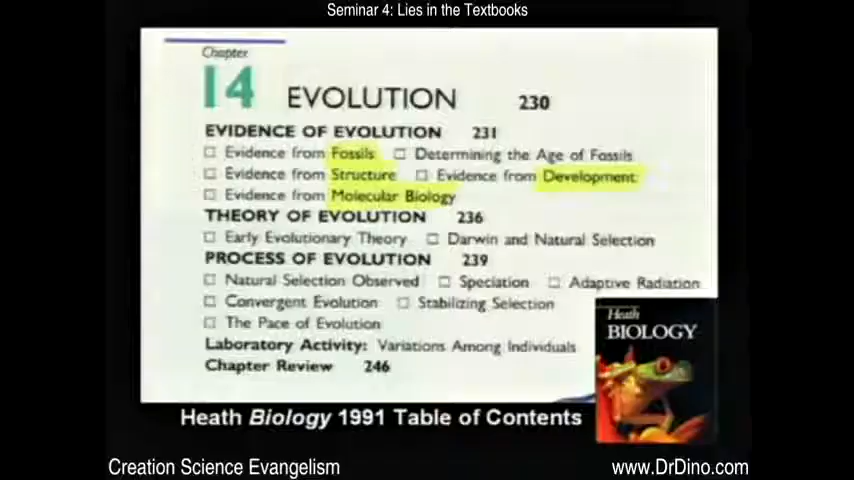 Seminar 4: Lies in the Textbooks
Chapter
14 EVOLUTION 230
EVIDENCE OF EVOLUTION 231
□ Evidence from Fossils □ Determining the Age of Fossils
□ Evidence from Structure □ Evidence from Development
□ Evidence from Molecular Biology
THEORY OF EVOLUTION 236
□ Early Evolutionary Theory □ Darwin and Natural Selection
PROCESS OF EVOLUTION 239
□ Natural Selection Observed □ Speciation □ Adaptive Radiation
□ Convergent Evolution □ Stabilizing Selection
□ The Pace of Evolution
Laboratory Activity: Variations Among Individuals
Chapter Review 246
Heath
BIOLOGY
Heath Biology 1991 Table of Contents
Creation Science Evangelism www.DrDino.com